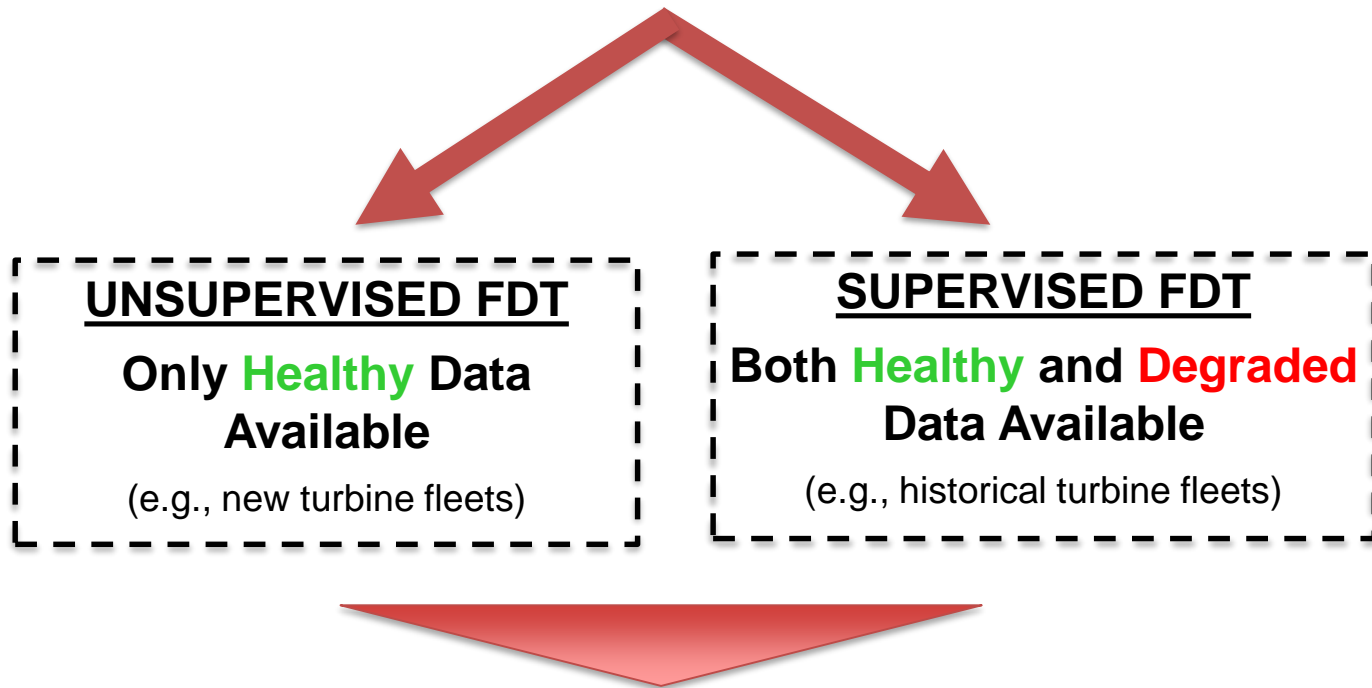 UNSUPERVISED FDT
Only Healthy Data
Available
(e.g., new turbine fleets)
SUPERVISED FDT
Both Healthy and Degraded
Data Available
(e.g., historical turbine fleets)